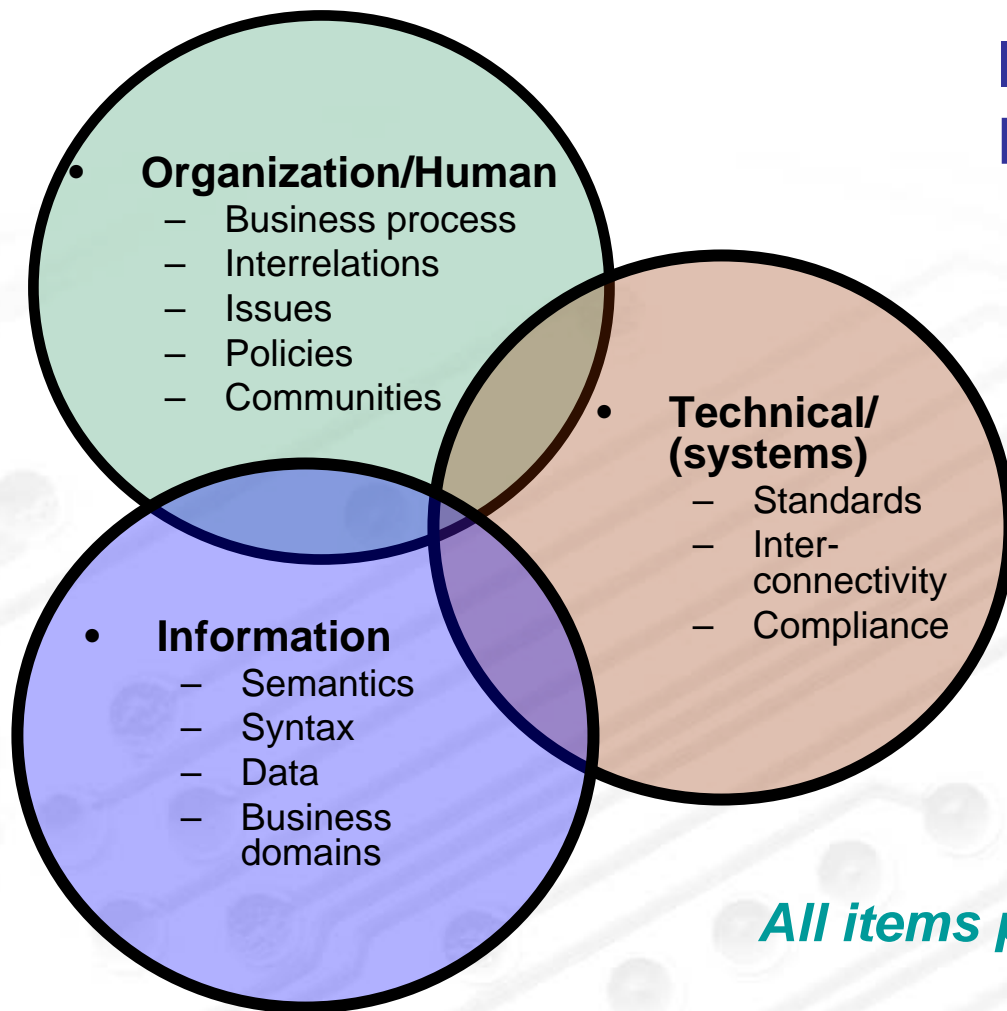 • Organization/Human
– Business process
– Interrelations
– Issues
– Policies
– Communities
• Technical/
(systems)
– Standards
– Inter-
connectivity
– Compliance
• Information
– Semantics
– Syntax
– Data
– Business
domains
All items